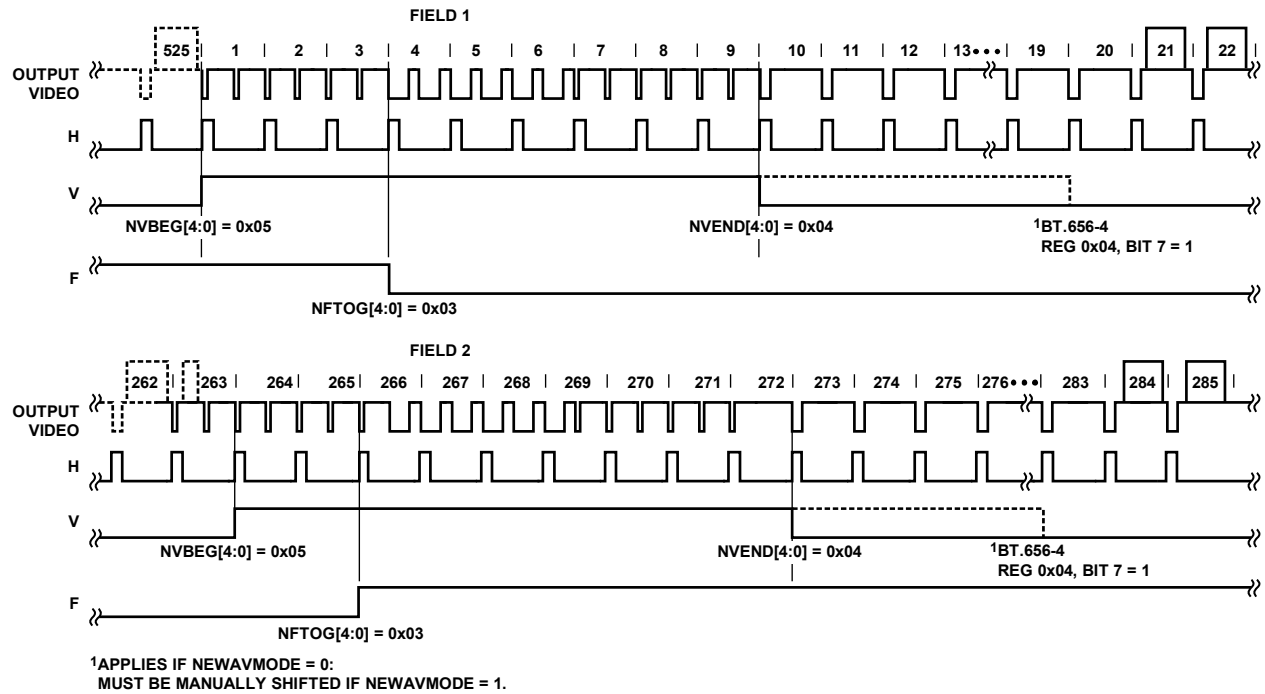 FIELD 1
525 1 2 3 4 5 6 7 8 9 10 11 12 13 19 20 21 22
OUTPUT
VIDEO
H
V
NVBEG[4:0] = 0x05 NVEND[4:0] = 0x04 1BT.656-4
REG 0x04, BIT 7 = 1
F
NFTOG[4:0] = 0x03
FIELD 2
262 263 264 265 266 267 268 269 270 271 272 273 274 275 276 283 284 285
OUTPUT
VIDEO
H
V
NVBEG[4:0] = 0x05 NVEND[4:0] = 0x04 1BT.656-4
REG 0x04, BIT 7 = 1
F
NFTOG[4:0] = 0x03
1APPLIES IF NEWAVMODE = 0:
MUST BE MANUALLY SHIFTED IF NEWAVMODE = 1.